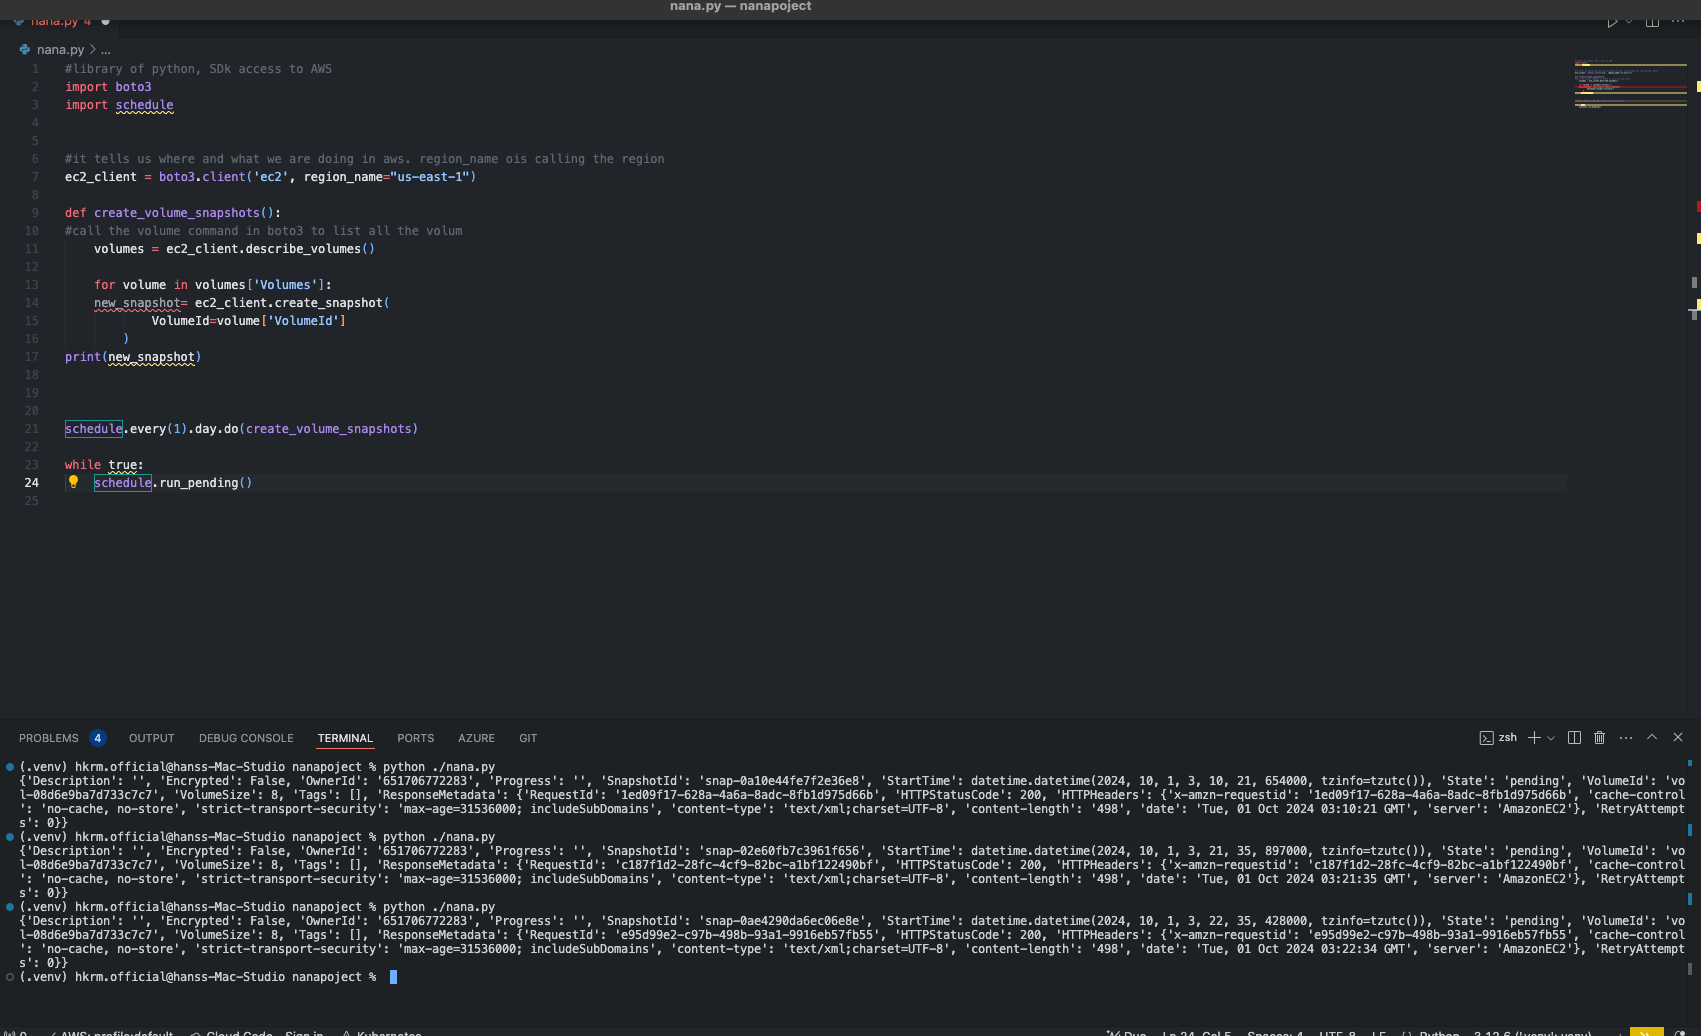 nana.py — nanapoject
nana.py 4
nana.py > ...
1 #library of python, SDk access to AWS
2 import boto3
3 import schedule
4
5
6 #it tells us where and what we are doing in aws. region_name ois calling the region
7 ec2_client = boto3.client('ec2', region_name="us-east-1")
8
9 def create_volume_snapshots():
10 #call the volume command in boto3 to list all the volum
11 volumes = ec2_client.describe_volumes()
12
13 for volume in volumes['Volumes']:
14 new_snapshot= ec2_client.create_snapshot(
15 VolumeId=volume['VolumeId']
16 )
17 print(new_snapshot)
18
19
20
21 schedule.every(1).day.do(create_volume_snapshots)
22
23 while true:
24 schedule.run_pending()
25
PROBLEMS 4 OUTPUT DEBUG CONSOLE TERMINAL PORTS AZURE GIT zsh
(.venv) hkrm.official@hanss-Mac-Studio nanapoject % python ./nana.py
{'Description': '', 'Encrypted': False, 'OwnerId': '651706772283', 'Progress': '', 'SnapshotId': 'snap-0a10e44fe7f2e36e8', 'StartTime': datetime.datetime(2024, 10, 1, 3, 10, 21, 654000, tzinfo=tzutc()), 'State': 'pending', 'VolumeId': 'vo
l-08d6e9ba7d733c7c7', 'VolumeSize': 8, 'Tags': [], 'ResponseMetadata': {'RequestId': '1ed09f17-628a-4a6a-8adc-8fb1d975d66b', 'HTTPStatusCode': 200, 'HTTPHeaders': {'x-amzn-requestid': '1ed09f17-628a-4a6a-8adc-8fb1d975d66b', 'cache-control
': 'no-cache, no-store', 'strict-transport-security': 'max-age=31536000; includeSubDomains', 'content-type': 'text/xml;charset=UTF-8', 'content-length': '498', 'date': 'Tue, 01 Oct 2024 03:10:21 GMT', 'server': 'AmazonEC2'}, 'RetryAttempt
s': 0}}
(.venv) hkrm.official@hanss-Mac-Studio nanapoject % python ./nana.py
{'Description': '', 'Encrypted': False, 'OwnerId': '651706772283', 'Progress': '', 'SnapshotId': 'snap-02e60fb7c3961f656', 'StartTime': datetime.datetime(2024, 10, 1, 3, 21, 35, 897000, tzinfo=tzutc()), 'State': 'pending', 'VolumeId': 'vo
l-08d6e9ba7d733c7c7', 'VolumeSize': 8, 'Tags': [], 'ResponseMetadata': {'RequestId': 'c187f1d2-28fc-4cf9-82bc-a1bf122490bf', 'HTTPStatusCode': 200, 'HTTPHeaders': {'x-amzn-requestid': 'c187f1d2-28fc-4cf9-82bc-a1bf122490bf', 'cache-control
': 'no-cache, no-store', 'strict-transport-security': 'max-age=31536000; includeSubDomains', 'content-type': 'text/xml;charset=UTF-8', 'content-length': '498', 'date': 'Tue, 01 Oct 2024 03:21:35 GMT', 'server': 'AmazonEC2'}, 'RetryAttempt
s': 0}}
(.venv) hkrm.official@hanss-Mac-Studio nanapoject % python ./nana.py
{'Description': '', 'Encrypted': False, 'OwnerId': '651706772283', 'Progress': '', 'SnapshotId': 'snap-0ae4290da6ec06e8e', 'StartTime': datetime.datetime(2024, 10, 1, 3, 22, 35, 428000, tzinfo=tzutc()), 'State': 'pending', 'VolumeId': 'vo
l-08d6e9ba7d733c7c7', 'VolumeSize': 8, 'Tags': [], 'ResponseMetadata': {'RequestId': 'e95d99e2-c97b-498b-93a1-9916eb57fb55', 'HTTPStatusCode': 200, 'HTTPHeaders': {'x-amzn-requestid': 'e95d99e2-c97b-498b-93a1-9916eb57fb55', 'cache-control
': 'no-cache, no-store', 'strict-transport-security': 'max-age=31536000; includeSubDomains', 'content-type': 'text/xml;charset=UTF-8', 'content-length': '498', 'date': 'Tue, 01 Oct 2024 03:22:34 GMT', 'server': 'AmazonEC2'}, 'RetryAttempt
s': 0}}
(.venv) hkrm.official@hanss-Mac-Studio nanapoject %
0 AWS: profile:default Cloud Code Sign in Kubernetes Duo Ln 24, Col 5 Spaces: 4 UTF-8 LF Python 3.12.6